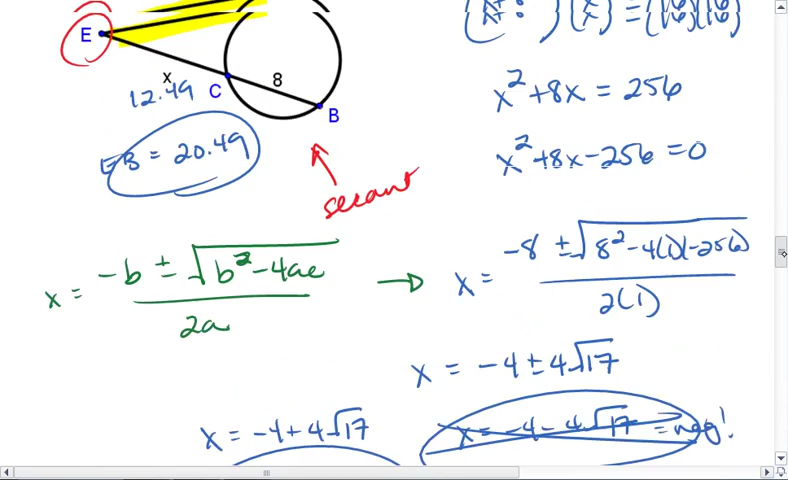 E
x
8
12.49
C
B
EB = 20.49
secant
x² + 8x = 256
x² + 8x - 256 = 0
x = -b ± √b² - 4ac / 2a → x = -8 ± √8² - 4(1)(-256) / 2(1)
x = -4 ± 4√17
x = -4 + 4√17
x = -4 - 4√17 = neg!